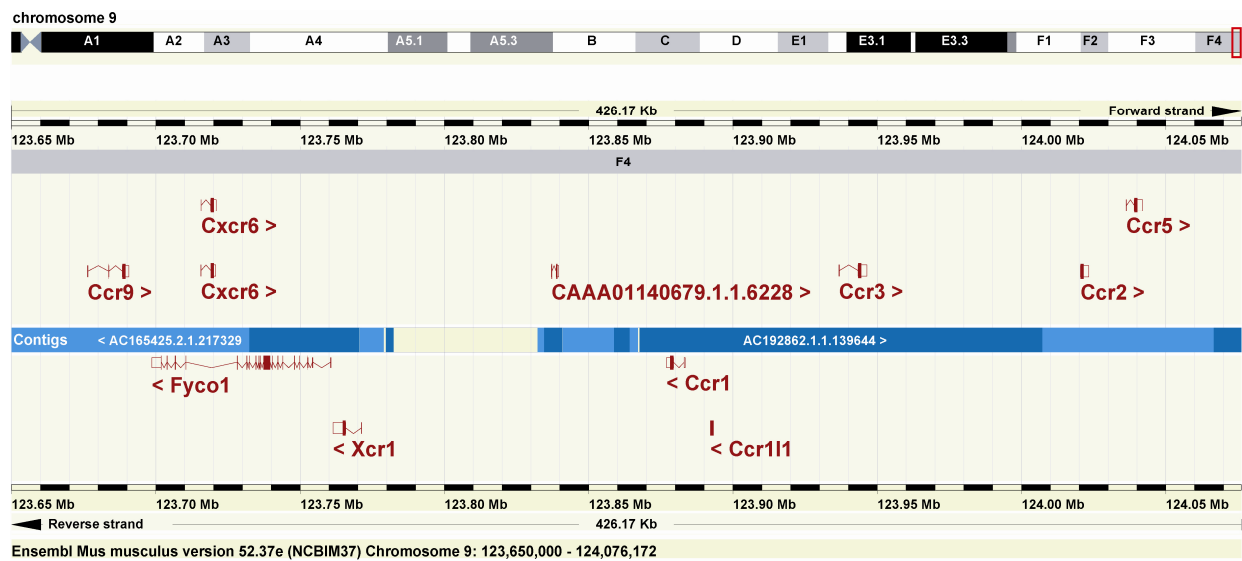 chromosome 9
A1 A2 A3 A4 A5.1 A5.3 B C D E1 E3.1 E3.3 F1 F2 F3 F4
426.17 Kb Forward strand
123.65 Mb 123.70 Mb 123.75 Mb 123.80 Mb 123.85 Mb 123.90 Mb 123.95 Mb 124.00 Mb 124.05 Mb
F4
Cxcr6 > Ccr5 >
Ccr9 > Cxcr6 > CAAA01140679.1.1.6228 > Ccr3 > Ccr2 >
Contigs < AC165425.2.1.217329 AC192862.1.1.139644 >
< Fyco1 < Ccr1
< Xcr1 < Ccr1l1
123.65 Mb 123.70 Mb 123.75 Mb 123.80 Mb 123.85 Mb 123.90 Mb 123.95 Mb 124.00 Mb 124.05 Mb
Reverse strand 426.17 Kb
Ensembl Mus musculus version 52.37e (NCBIM37) Chromosome 9: 123,650,000 - 124,076,172